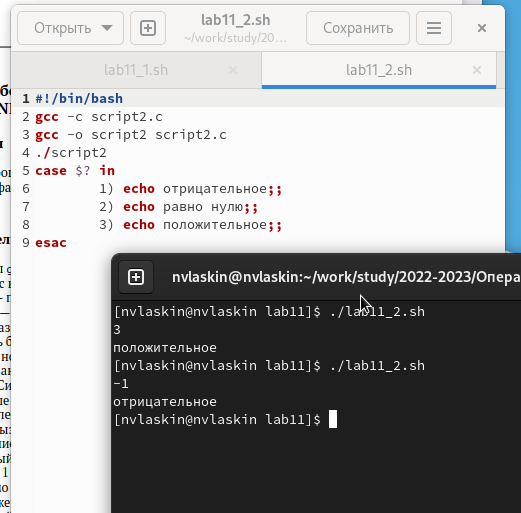 Открыть
lab11_2.sh
~/work/study/20...
Сохранить
lab11_1.sh
lab11_2.sh
1 #!/bin/bash
2 gcc -c script2.c
3 gcc -o script2 script2.c
4 ./script2
5 case $? in
6 1) echo отрицательное;;
7 2) echo равно нулю;;
8 3) echo положительное;;
9 esac
nvlaskin@nvlaskin:~/work/study/2022-2023/Опера
[nvlaskin@nvlaskin lab11]$ ./lab11_2.sh
3
положительное
[nvlaskin@nvlaskin lab11]$ ./lab11_2.sh
-1
отрицательное
[nvlaskin@nvlaskin lab11]$